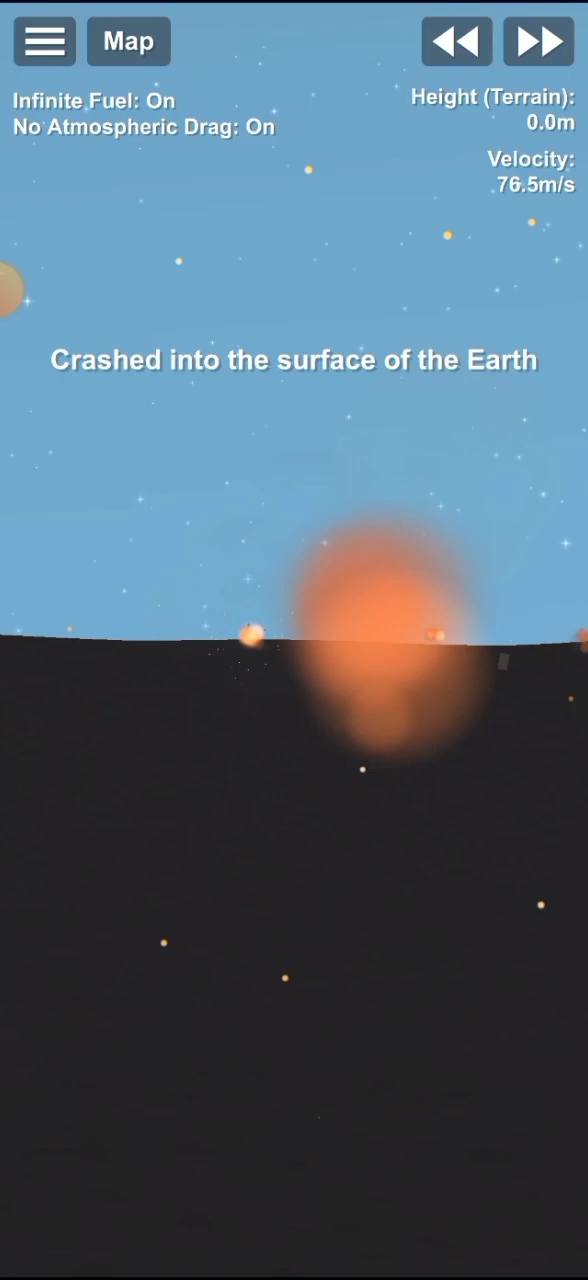 Map
Infinite Fuel: On
No Atmospheric Drag: On
Height (Terrain):
0.0m
Velocity:
76.5m/s
Crashed into the surface of the Earth